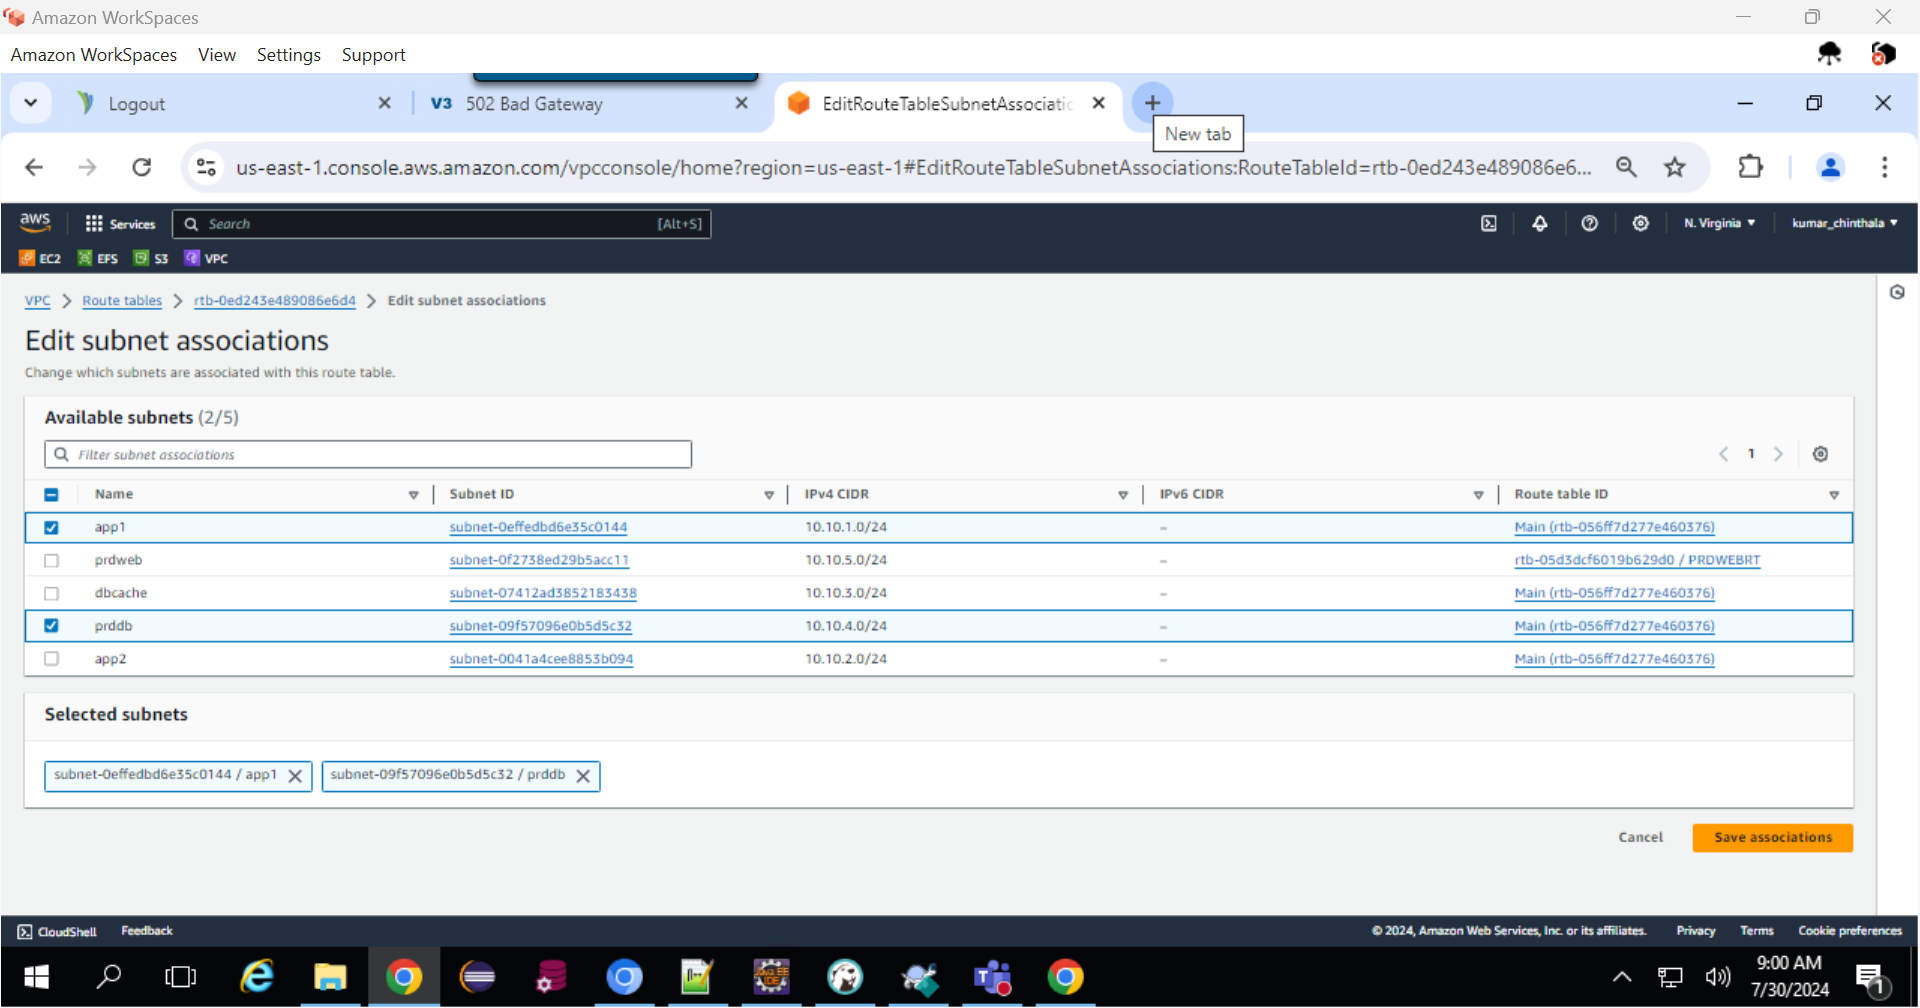 Amazon WorkSpaces
Amazon WorkSpaces View Settings Support
Logout V3 502 Bad Gateway EditRouteTableSubnetAssociatic
New tab
us-east-1.console.aws.amazon.com/vpcconsole/home?region=us-east-1#EditRouteTableSubnetAssociations:RouteTableId=rtb-0ed243e489086e6...
aws Services Search [Alt+S] N. Virginia kumar_chinthala
EC2 EFS S3 VPC
VPC Route tables rtb-0ed243e489086e6d4 Edit subnet associations
Edit subnet associations
Change which subnets are associated with this route table.
Available subnets (2/5)
Filter subnet associations
1
Name Subnet ID IPv4 CIDR IPv6 CIDR Route table ID
app1 subnet-0effedbd6e35c0144 10.10.1.0/24 – Main (rtb-056ff7d277e460376)
prdweb subnet-0f2738ed29b5acc11 10.10.5.0/24 – rtb-05d3dcf6019b629d0 / PRDWEBRT
dbcache subnet-07412ad3852183438 10.10.3.0/24 – Main (rtb-056ff7d277e460376)
prddb subnet-09f57096e0b5d5c32 10.10.4.0/24 – Main (rtb-056ff7d277e460376)
app2 subnet-0041a4cee8853b094 10.10.2.0/24 – Main (rtb-056ff7d277e460376)
Selected subnets
subnet-0effedbd6e35c0144 / app1 subnet-09f57096e0b5d5c32 / prddb
Cancel Save associations
CloudShell Feedback © 2024, Amazon Web Services, Inc. or its affiliates. Privacy Terms Cookie preferences
9:00 AM
7/30/2024
1